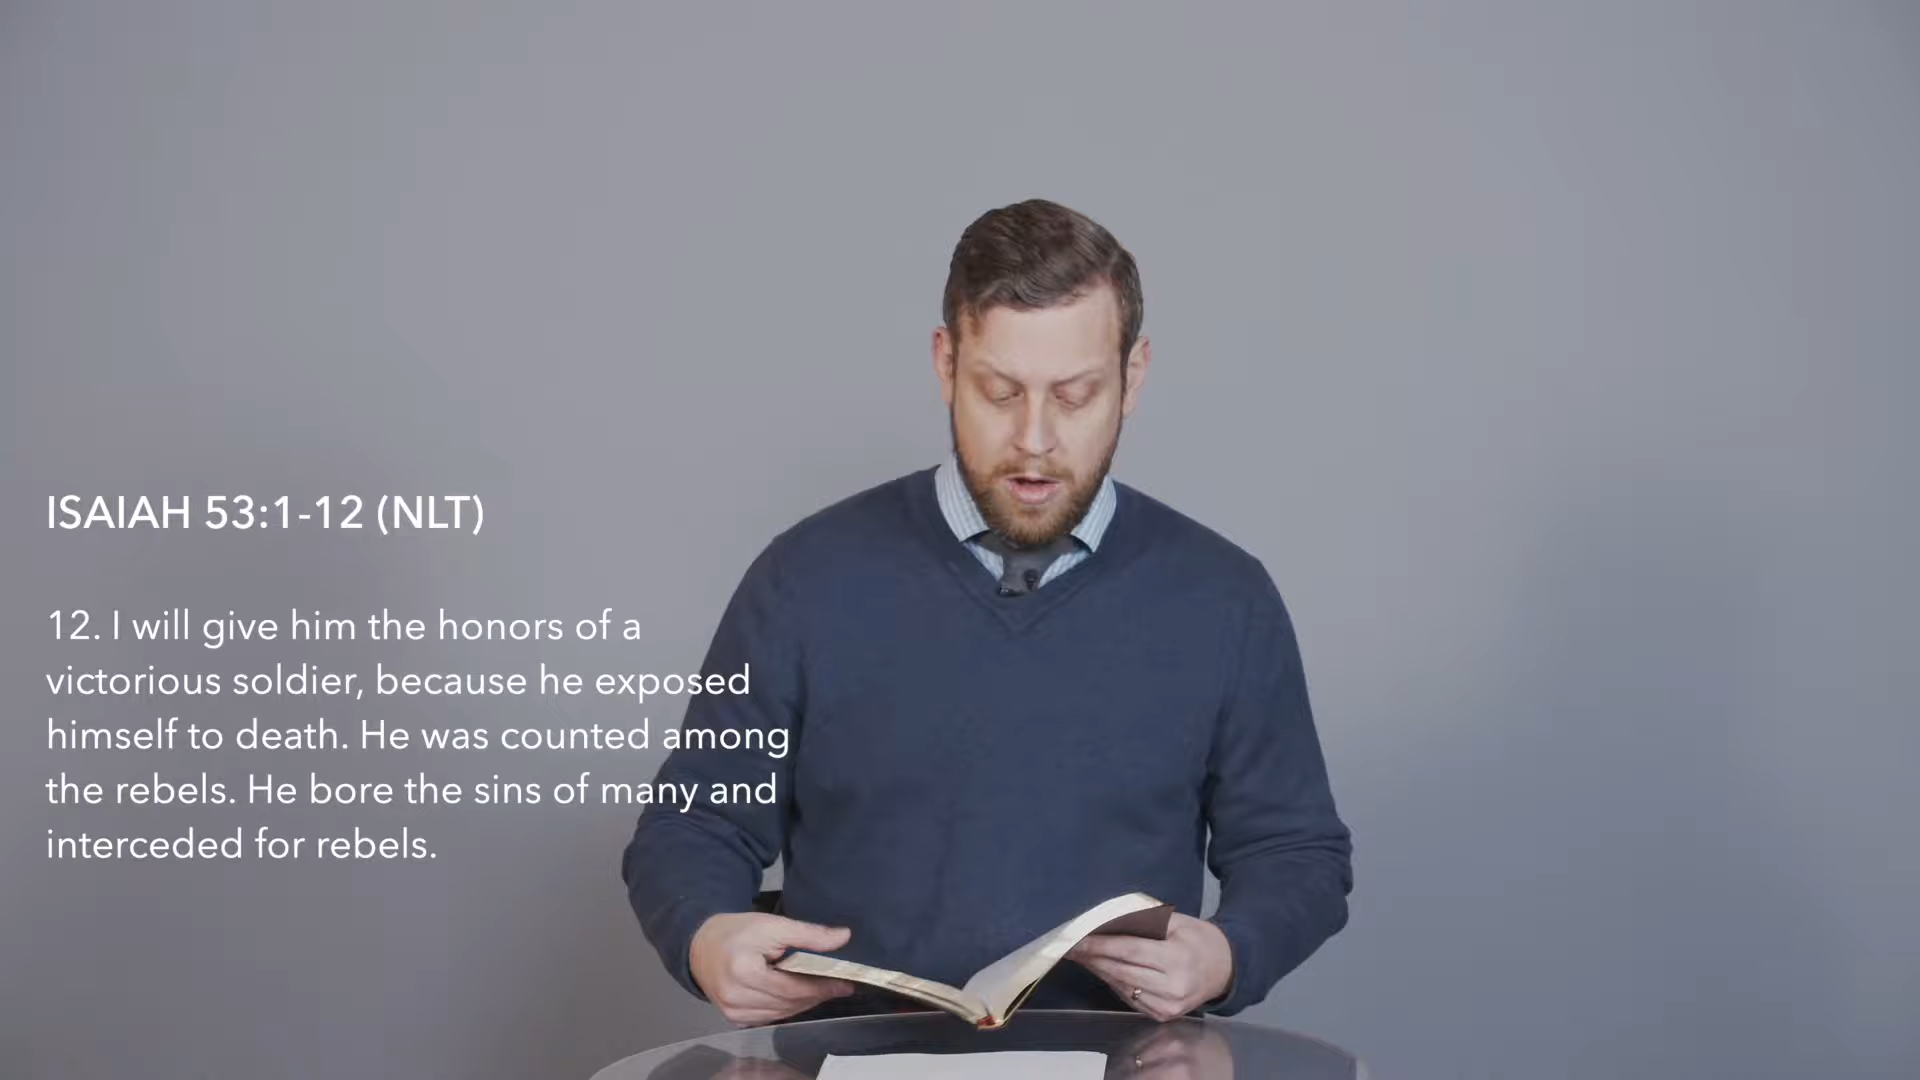 ISAIAH 53:1-12 (NLT)
12. I will give him the honors of a
victorious soldier, because he exposed
himself to death. He was counted among
the rebels. He bore the sins of many and
interceded for rebels.